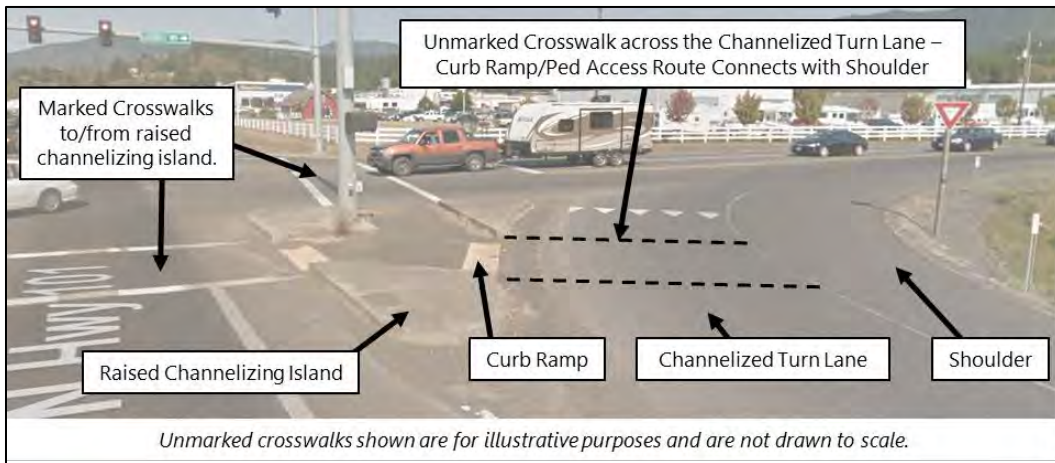 Unmarked Crosswalk across the Channelized Turn Lane –
Curb Ramp/Ped Access Route Connects with Shoulder
Marked Crosswalks
to/from raised
channelizing island.
N Hwy 101
Raised Channelizing Island
Curb Ramp
Channelized Turn Lane
Shoulder
Unmarked crosswalks shown are for illustrative purposes and are not drawn to scale.